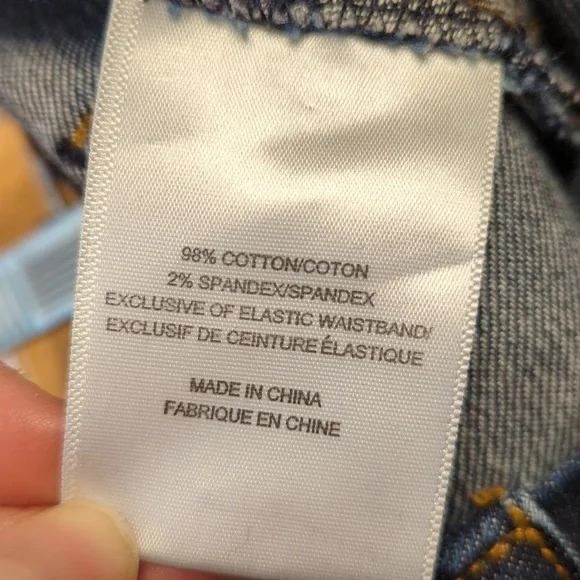 98% COTTON/COTON
2% SPANDEX/SPANDEX
EXCLUSIVE OF ELASTIC WAISTBAND/
EXCLUSIF DE CEINTURE ÉLASTIQUE
MADE IN CHINA
FABRIQUE EN CHINE